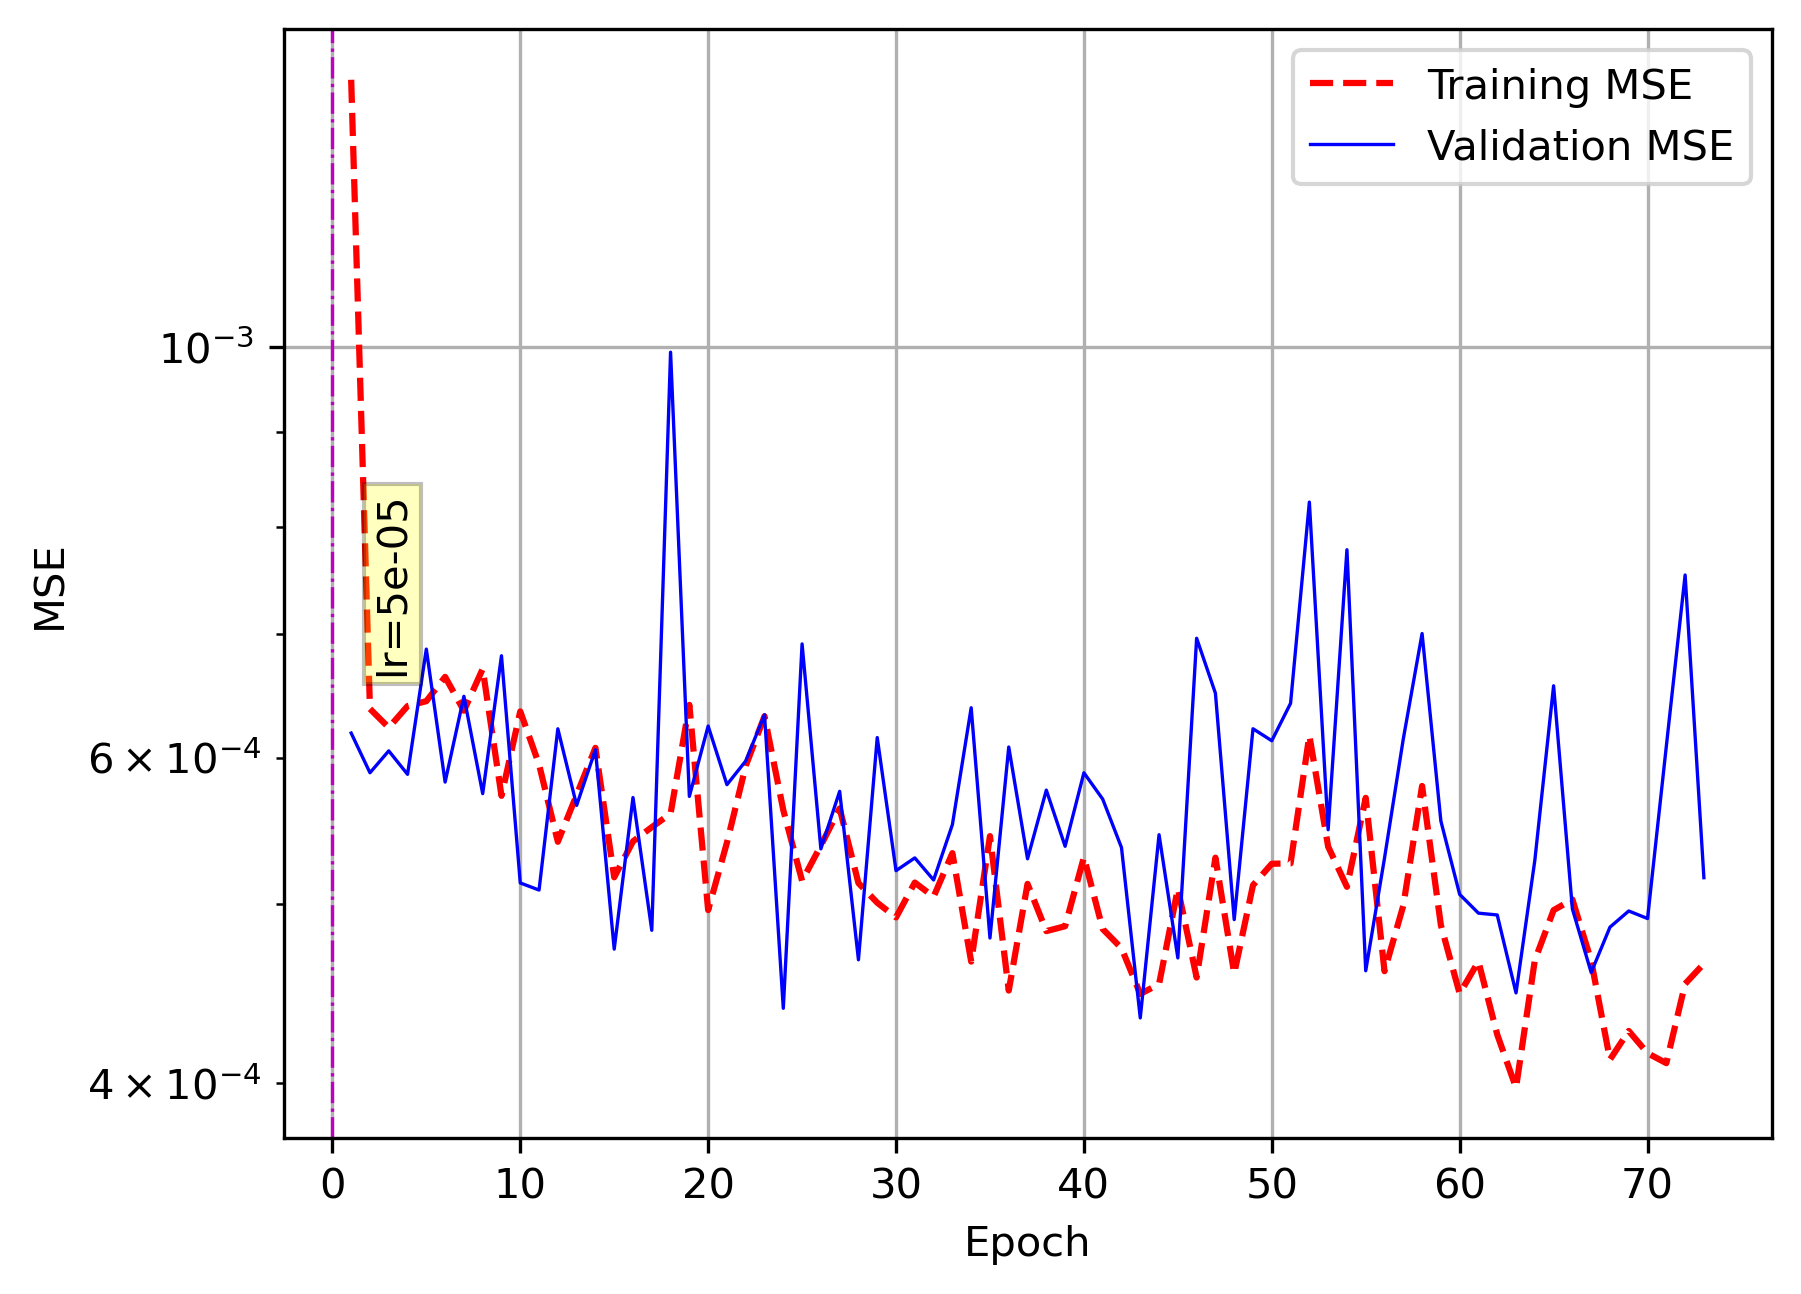 Training MSE
Validation MSE
10⁻³
6 × 10⁻⁴
4 × 10⁻⁴
MSE
lr=5e-05
0 10 20 30 40 50 60 70
Epoch